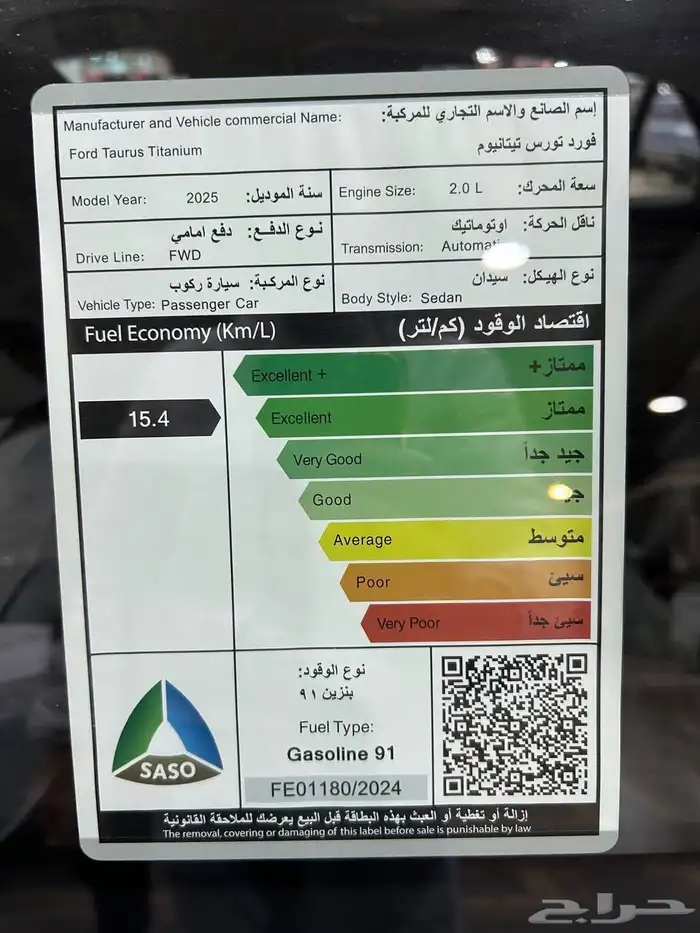 إسم الصانع والاسم التجاري للمركبة:
Manufacturer and Vehicle commercial Name:
فورد تورس تيتانيوم
Ford Taurus Titanium
Model Year: 2025 سنة الموديل:
Engine Size: 2.0 L سعة المحرك:
نوع الدفع: دفع امامي
Drive Line: FWD
ناقل الحركة: اوتوماتيك
Transmission:
نوع المركبة: سيارة ركوب
Vehicle Type: Passenger Car
نوع الهيكل: سيدان
Body Style: Sedan
Fuel Economy (Km/L) اقتصاد الوقود (كم/لتر)
15.4
Excellent + ممتاز+
Excellent ممتاز
Very Good جيد جداً
Good
Average متوسط
Poor سيئ
Very Poor سيئ جداً
SASO
نوع الوقود:
بنزين ٩١
Fuel Type:
Gasoline 91
FE01180/2024
إزالة أو تغطية أو العبث بهذه البطاقة قبل البيع يعرضك للملاحقة القانونية
The removal, covering or damaging of this label before sale is punishable by law
حراج